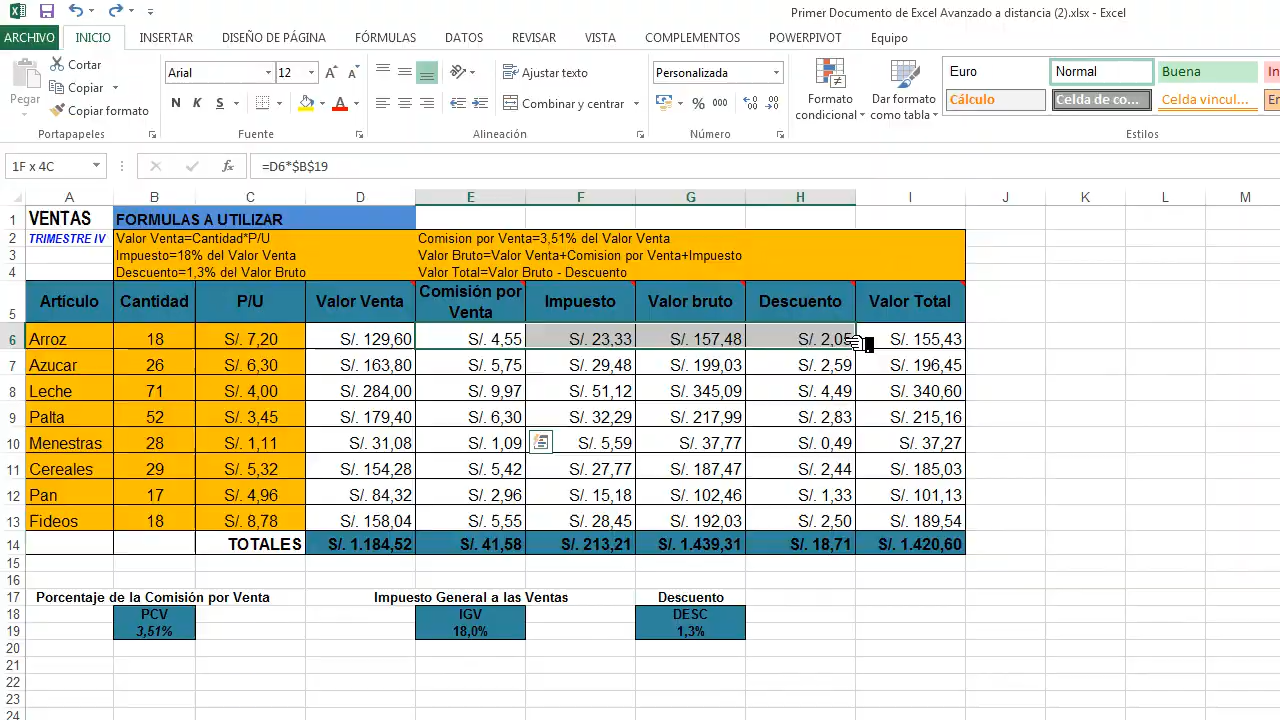 Primer Documento de Excel Avanzado a distancia (2).xlsx - Excel
ARCHIVO INICIO INSERTAR DISEÑO DE PÁGINA FÓRMULAS DATOS REVISAR VISTA COMPLEMENTOS POWERPIVOT Equipo
Pegar
Cortar
Copiar
Copiar formato
Portapapeles
Arial 12
N K S
Fuente
Ajustar texto
Combinar y centrar
Alineación
Personalizada
% 000
Número
Formato condicional
Dar formato como tabla
Euro Normal Buena
Cálculo Celda de co... Celda vincul...
Estilos
1F x 4C fx =D6*$B$19
A B C D E F G H I J K L M
1 VENTAS FORMULAS A UTILIZAR
2 TRIMESTRE IV Valor Venta=Cantidad*P/U Comision por Venta=3,51% del Valor Venta
3 Impuesto=18% del Valor Venta Valor Bruto=Valor Venta+Comision por Venta+Impuesto
4 Descuento=1,3% del Valor Bruto Valor Total=Valor Bruto - Descuento
5 Articulo Cantidad P/U Valor Venta Comisión por Venta Impuesto Valor bruto Descuento Valor Total
6 Arroz 18 S/. 7,20 S/. 129,60 S/. 4,55 S/. 23,33 S/. 157,48 S/. 155,43
7 Azucar 26 S/. 6,30 S/. 163,80 S/. 5,75 S/. 29,48 S/. 199,03 S/. 2,59 S/. 196,45
8 Leche 71 S/. 4,00 S/. 284,00 S/. 9,97 S/. 51,12 S/. 345,09 S/. 4,49 S/. 340,60
9 Palta 52 S/. 3,45 S/. 179,40 S/. 6,30 S/. 32,29 S/. 217,99 S/. 2,83 S/. 215,16
10 Menestras 28 S/. 1,11 S/. 31,08 S/. 1,09 S/. 5,59 S/. 37,77 S/. 0,49 S/. 37,27
11 Cereales 29 S/. 5,32 S/. 154,28 S/. 5,42 S/. 27,77 S/. 187,47 S/. 2,44 S/. 185,03
12 Pan 17 S/. 4,96 S/. 84,32 S/. 2,96 S/. 15,18 S/. 102,46 S/. 1,33 S/. 101,13
13 Fideos 18 S/. 8,78 S/. 158,04 S/. 5,55 S/. 28,45 S/. 192,03 S/. 2,50 S/. 189,54
14 TOTALES S/. 1.184,52 S/. 41,58 S/. 213,21 S/. 1.439,31 S/. 18,71 S/. 1.420,60
15
16
17 Porcentaje de la Comisión por Venta Impuesto General a las Ventas Descuento
18 PCV IGV DESC
19 3,51% 18,0% 1,3%
20
21
22
23
24